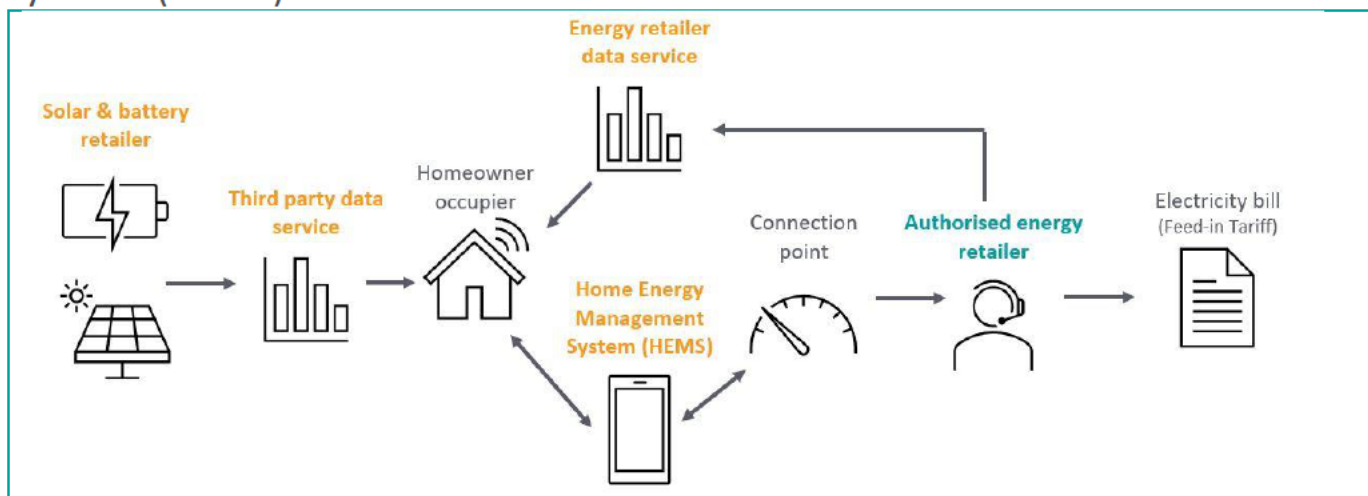 Energy retailer
data service
Solar & battery
retailer
Third party data
service
Homeowner
occupier
Home Energy
Management
System (HEMS)
Connection
point
Authorised energy
retailer
Electricity bill
(Feed-in Tariff)